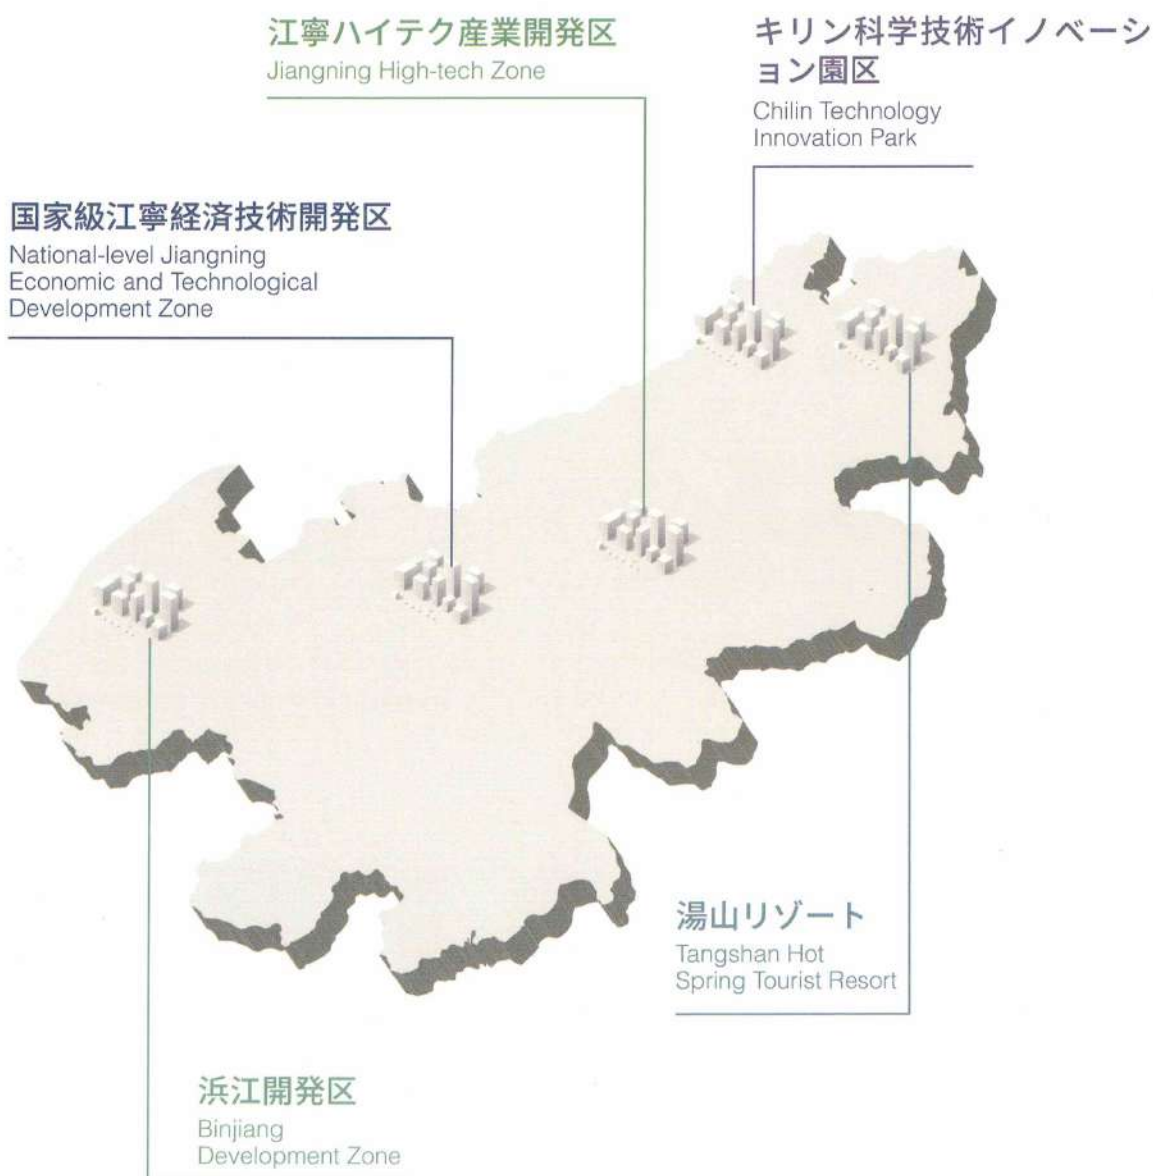 江寧ハイテク産業開発区
Jiangning High-tech Zone
キリン科学技術イノベーシ
ョン園区
Chilin Technology
Innovation Park
国家級江寧経済技術開発区
National-level Jiangning
Economic and Technological
Development Zone
湯山リゾート
Tangshan Hot
Spring Tourist Resort
浜江開発区
Binjiang
Development Zone